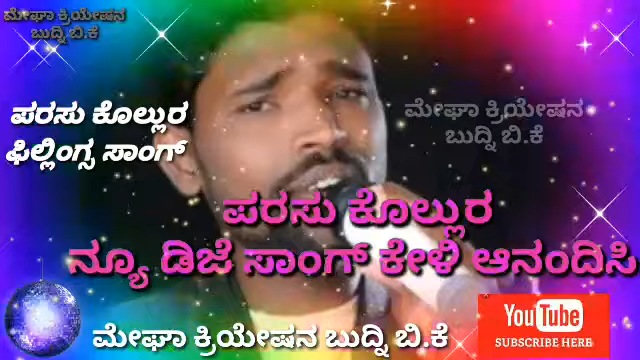 ಮೇಘಾ ಕ್ರಿಯೇಷನ
ಬುದ್ನಿ ಬಿ.ಕೆ
ಪರಸು ಕೊಲ್ಲುರ
ಫಿಲ್ಲಿಂಗ್ಸ ಸಾಂಗ್
ಮೇಘಾ ಕ್ರಿಯೇಷನ
ಬುದ್ನಿ ಬಿ.ಕೆ
ಪರಸು ಕೊಲ್ಲುರ
ನ್ಯೂ ಡಿಜೆ ಸಾಂಗ್ ಕೇಳಿ ಆನಂದಿಸಿ
ಮೇಘಾ ಕ್ರಿಯೇಷನ ಬುದ್ನಿ ಬಿ.ಕೆ
YouTube
SUBSCRIBE HERE